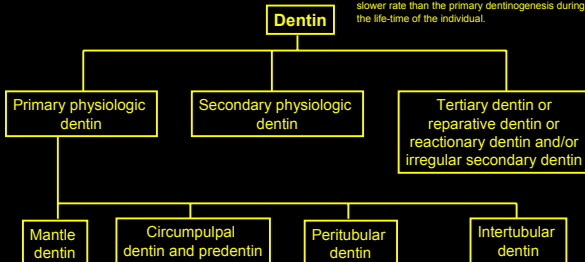 slower rate than the primary dentinogenesis during
the life-time of the individual.
Dentin
Primary physiologic
dentin
Secondary physiologic
dentin
Tertiary dentin or
reparative dentin or
reactionary dentin and/or
irregular secondary dentin
Mantle
dentin
Circumpulpal
dentin and predentin
Peritubular
dentin
Intertubular
dentin